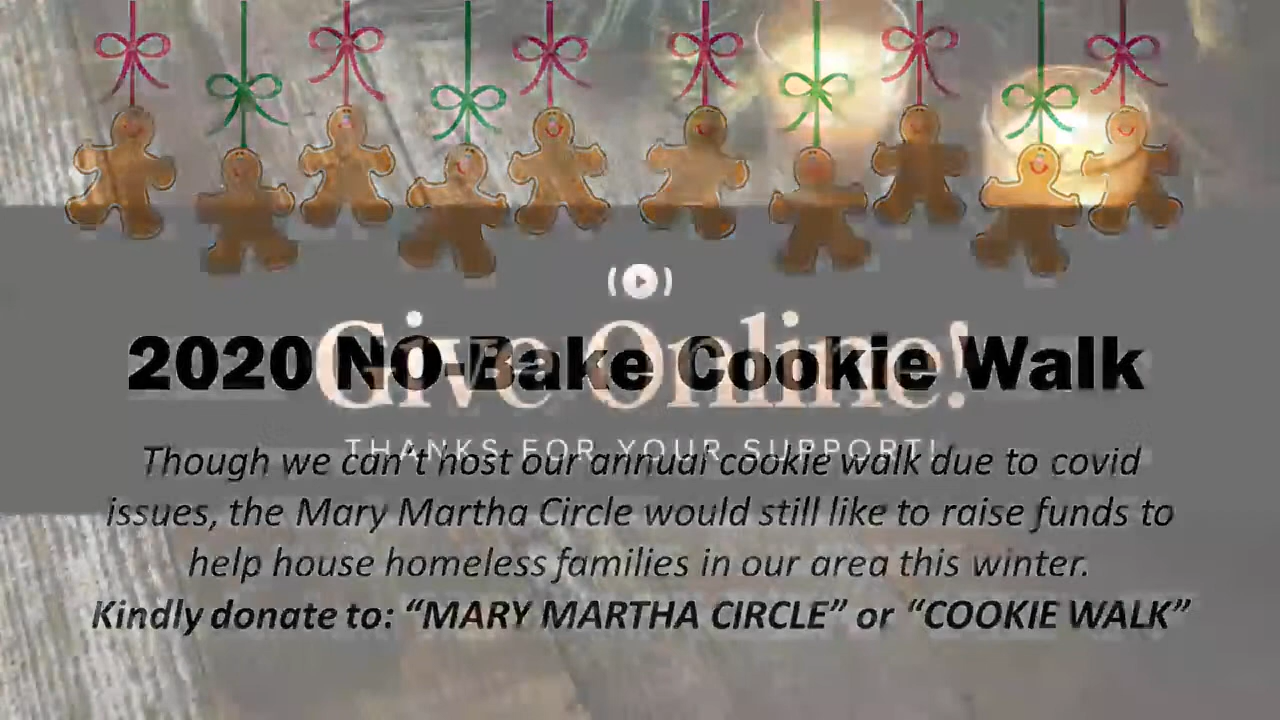 Give Online!
2020 NO-Bake Cookie Walk
THANKS FOR YOUR SUPPORT!
Though we can't host our annual cookie walk due to covid
issues, the Mary Martha Circle would still like to raise funds to
help house homeless families in our area this winter.
Kindly donate to: “MARY MARTHA CIRCLE” or “COOKIE WALK”